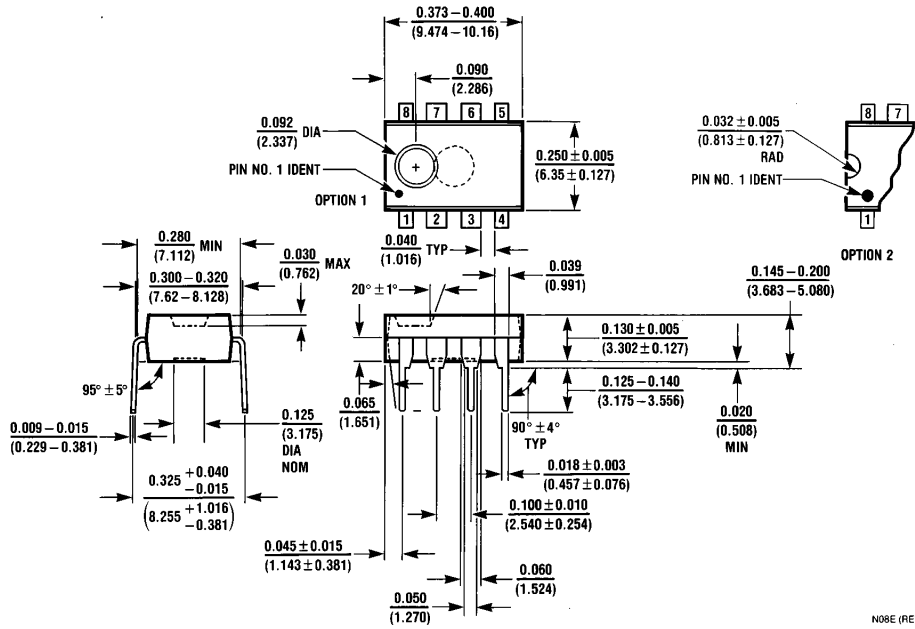 0.373–0.400
(9.474–10.16)
0.090
(2.286)
8 7 6 5
0.092
(2.337) DIA
PIN NO. 1 IDENT
OPTION 1
1 2 3 4
0.250 ± 0.005
(6.35 ± 0.127)
0.032 ± 0.005
(0.813 ± 0.127)
RAD
PIN NO. 1 IDENT
8 7
1
OPTION 2
0.280
(7.112) MIN
0.300–0.320
(7.62–8.128)
0.030
(0.762) MAX
95° ± 5°
0.009–0.015
(0.229–0.381)
0.125
(3.175)
DIA
NOM
0.325 +0.040
−0.015
(8.255 +1.016
−0.381)
0.040
(1.016) TYP
0.039
(0.991)
20° ± 1°
0.145–0.200
(3.683–5.080)
0.130 ± 0.005
(3.302 ± 0.127)
0.125–0.140
(3.175–3.556)
0.020
(0.508)
MIN
0.065
(1.651)
90° ± 4°
TYP
0.018 ± 0.003
(0.457 ± 0.076)
0.100 ± 0.010
(2.540 ± 0.254)
0.045 ± 0.015
(1.143 ± 0.381)
0.060
(1.524)
0.050
(1.270)
N08E (RE